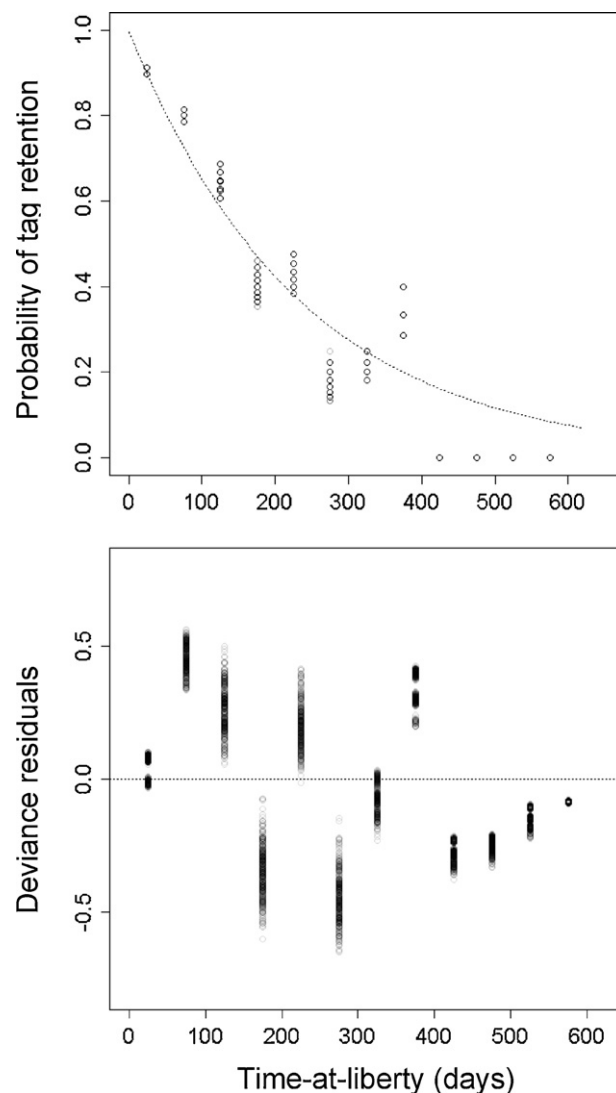 Probability of tag retention
1.0
0.8
0.6
0.4
0.2
0.0
0 100 200 300 400 500 600
Deviance residuals
0.5
0.0
-0.5
0 100 200 300 400 500 600
Time-at-liberty (days)